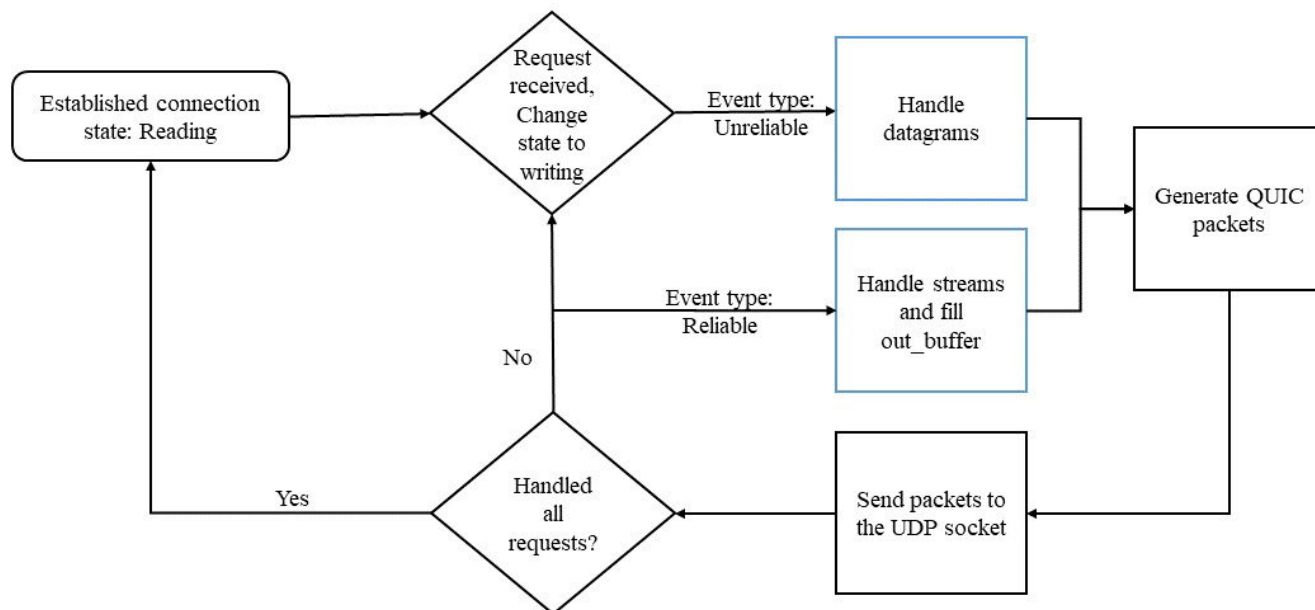 Established connection
state: Reading
Request
received,
Change
state to
writing
Event type:
Unreliable
Handle
datagrams
Generate QUIC
packets
Event type:
Reliable
Handle streams
and fill
out_buffer
No
Yes
Handled
all
requests?
Send packets to
the UDP socket